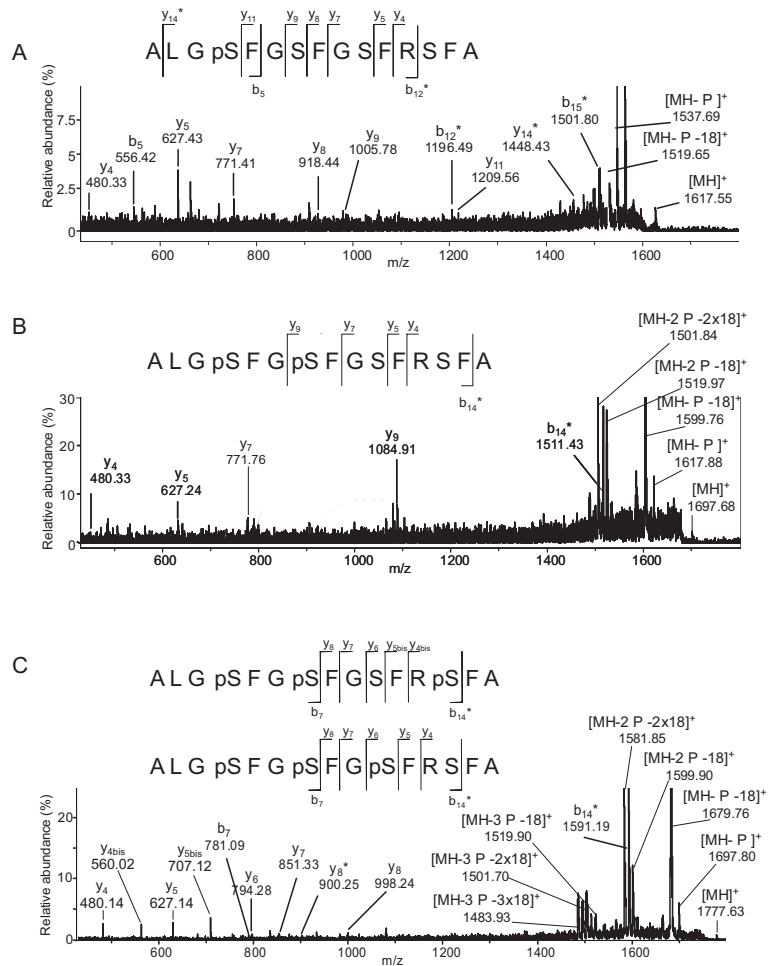 A
y14* y11 y9 y8 y7 y5 y4
A L G pS F G S F G S F R S F A
b5 b12*
Relative abundance (%)
7.5
5
2.5
0
y4
480.33
b5
556.42
y5
627.43
y7
771.41
y8
918.44
y9
1005.78
b12*
1196.49
y11
1209.56
y14*
1448.43
b15*
1501.80
[MH- P ]+
1537.69
[MH- P -18]+
1519.65
[MH]+
1617.55
600 800 1000 1200 1400 1600
m/z
B
y9 y7 y5 y4
A L G pS F G pS F G S F R S F A
b14*
Relative abundance (%)
30
20
10
0
y4
480.33
y5
627.24
y7
771.76
y9
1084.91
b14*
1511.43
[MH-2 P -2x18]+
1501.84
[MH-2 P -18]+
1519.97
[MH- P -18]+
1599.76
[MH- P ]+
1617.88
[MH]+
1697.68
600 800 1000 1200 1400 1600
m/z
C
y8 y7 y6 y5bis y4bis
A L G pS F G pS F G S F R pS F A
b7 b14*
y8 y7 y6 y5 y4
A L G pS F G pS F G pS F R S F A
b7 b14*
Relative abundance (%)
20
10
0
y4
480.14
y4bis
560.02
y5
627.14
y5bis
707.12
b7
781.09
y6
794.28
y7
851.33
y8*
900.25
y8
998.24
[MH-3 P -18]+
1519.90
[MH-3 P -2x18]+
1501.70
[MH-3 P -3x18]+
1483.93
b14*
1591.19
[MH-2 P -2x18]+
1581.85
[MH-2 P -18]+
1599.90
[MH- P -18]+
1679.76
[MH- P ]+
1697.80
[MH]+
1777.63
600 800 1000 1200 1400 1600
m/z